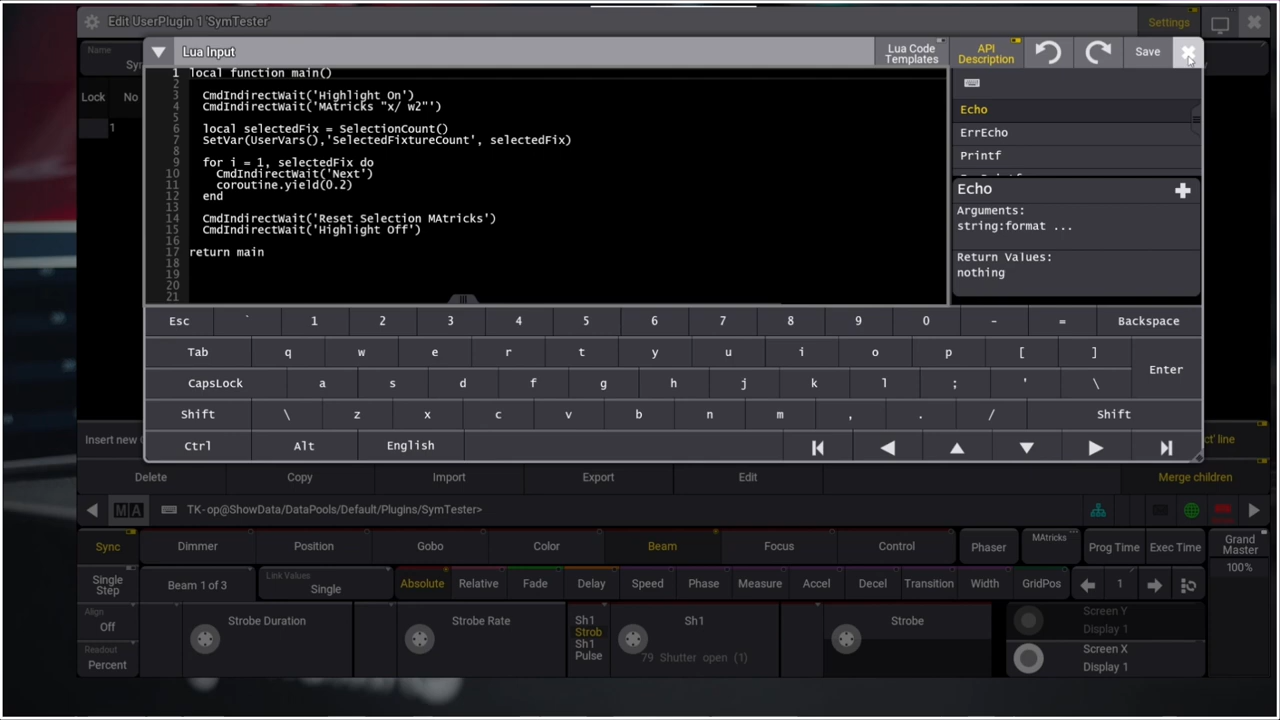 Edit UserPlugin 1 'SymTester'
Settings
Name
Sy
Lock No
1
Lua Input
Lua Code
Templates
API
Description
Save
1 local function main()
2
3 CmdIndirectWait('Highlight On')
4 CmdIndirectWait('MAtricks "x/ w2"')
5
6 local selectedFix = SelectionCount()
7 SetVar(UserVars(),'SelectedFixtureCount', selectedFix)
8
9 for i = 1, selectedFix do
10 CmdIndirectWait('Next')
11 coroutine.yield(0.2)
12 end
13
14 CmdIndirectWait('Reset Selection MAtricks')
15 CmdIndirectWait('Highlight Off')
16
17 return main
18
19
20
21
Echo
ErrEcho
Printf
Echo
Arguments:
string:format ...
Return Values:
nothing
Esc ` 1 2 3 4 5 6 7 8 9 0 - = Backspace
Tab q w e r t y u i o p [ ] Enter
CapsLock a s d f g h j k l ; ' \
Shift \ z x c v b n m , . / Shift
Ctrl Alt English
Insert new
ct' line
Delete Copy Import Export Edit Merge children
MA TK-op@ShowData/DataPools/Default/Plugins/SymTester>
Sync Dimmer Position Gobo Color Beam Focus Control Phaser MAtricks Prog Time Exec Time
Grand
Master
100%
Single
Step
Beam 1 of 3
Link Values
Single
Absolute Relative Fade Delay Speed Phase Measure Accel Decel Transition Width GridPos 1
Align
Off
Readout
Percent
Strobe Duration
Strobe Rate
Sh1
Strob
Sh1
Pulse
Sh1
79 Shutter open (1)
Strobe
Screen Y
Display 1
Screen X
Display 1